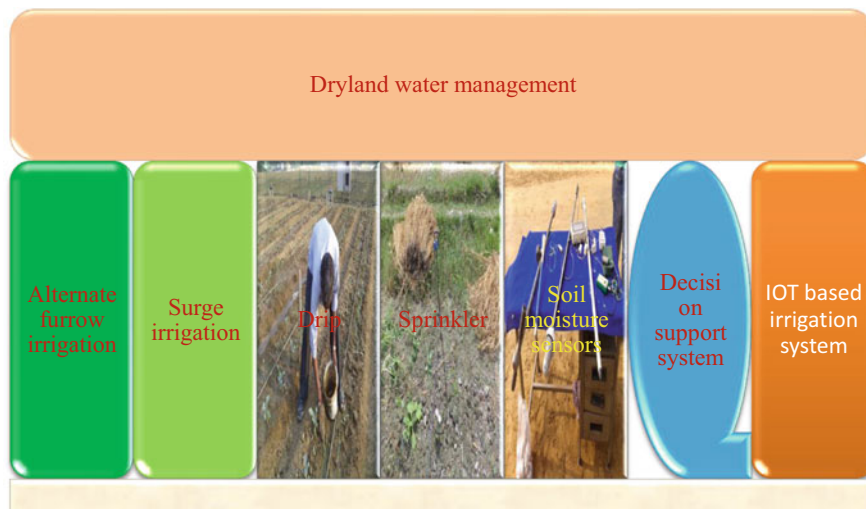 Dryland water management
Alternate
furrow
irrigation
Surge
irrigation
Drip
Sprinkler
Soil
moisture
sensors
Decisi
on
support
system
IOT based
irrigation
system